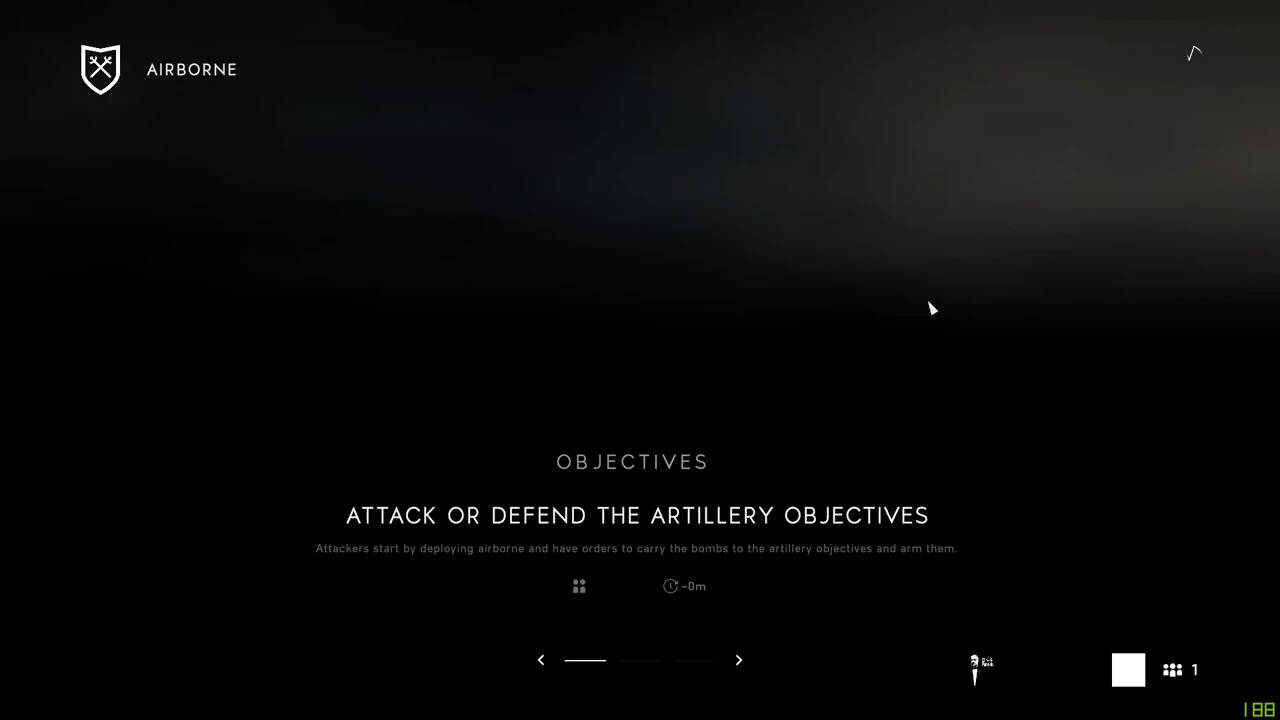 AIRBORNE
OBJECTIVES
ATTACK OR DEFEND THE ARTILLERY OBJECTIVES
Attackers start by deploying airborne and have orders to carry the bombs to the artillery objectives and arm them.
~0m
1
188